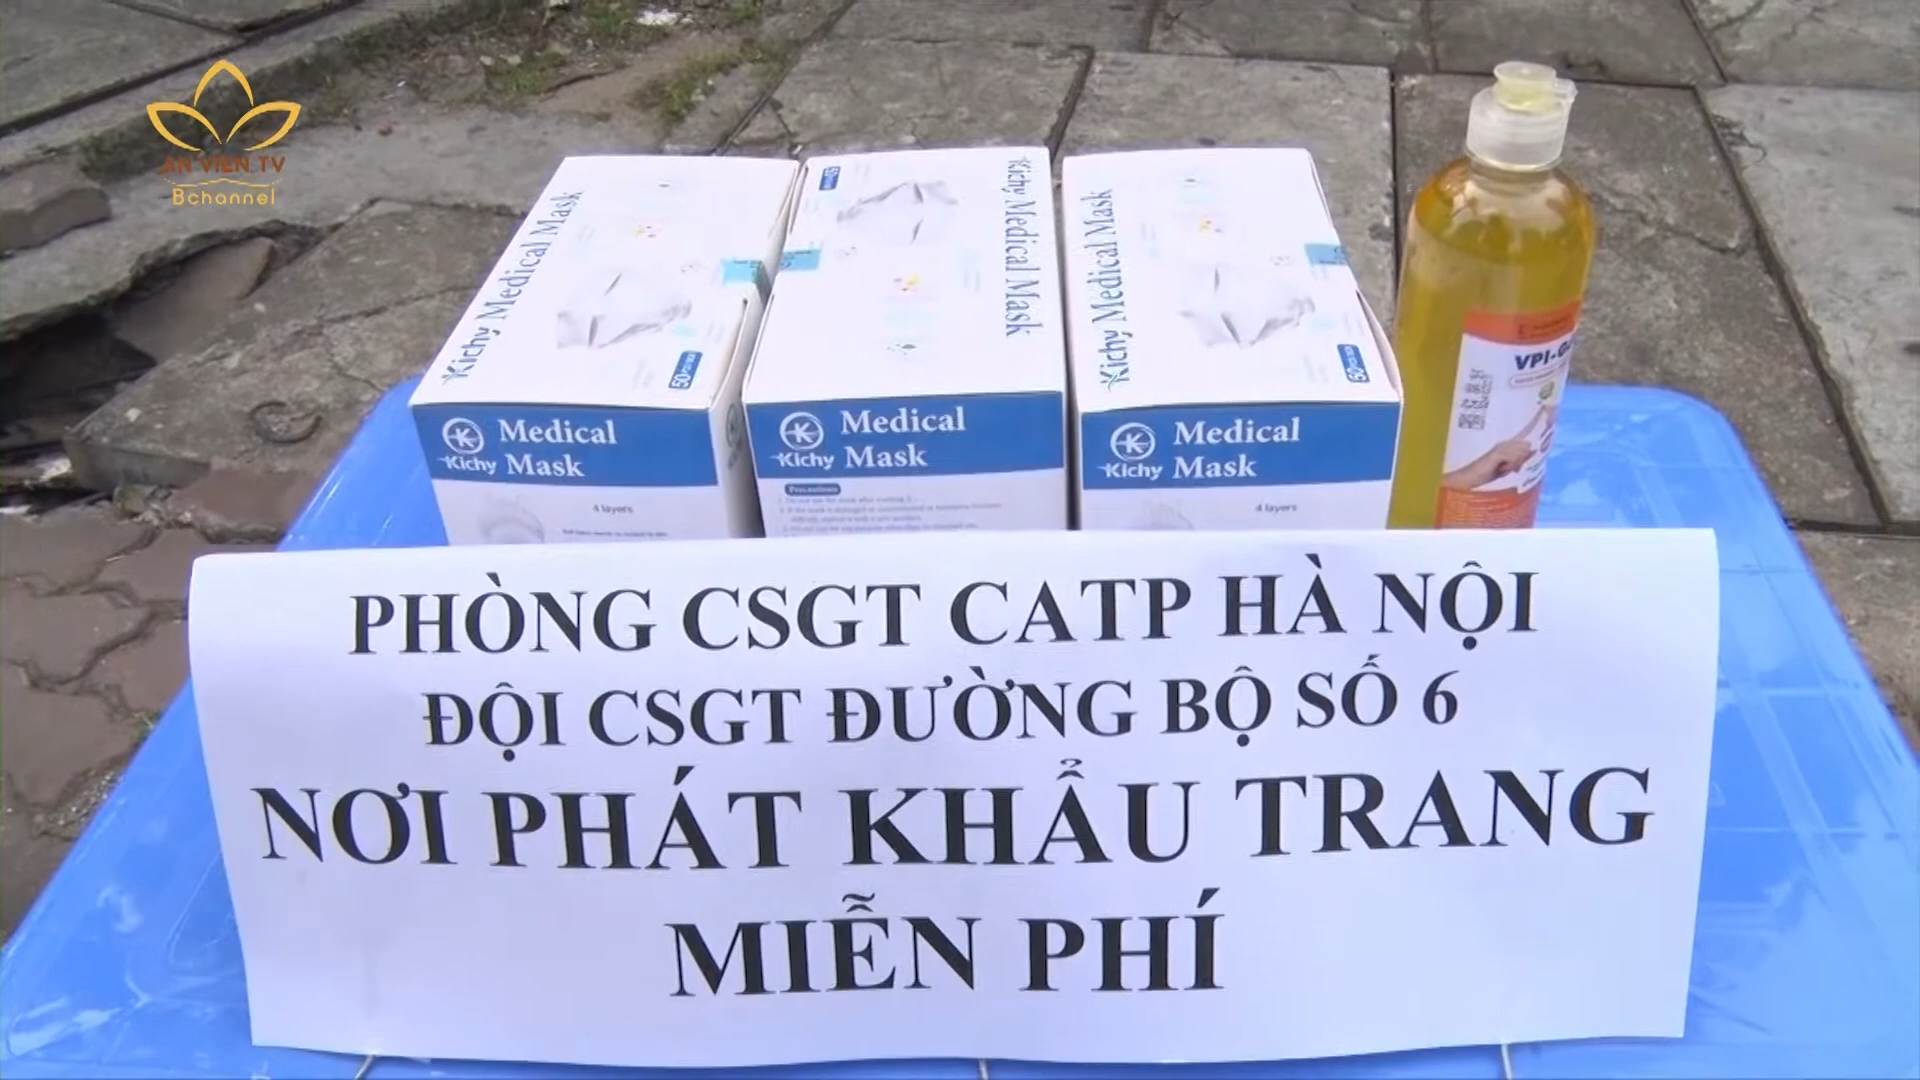 AN VIEN TV
Bchannel
Kichy Medical Mask
Kichy Medical Mask
Kichy Medical Mask
Kichy
Medical
Mask
4 layers
Kichy
Medical
Mask
Precautions
Kichy
Medical
Mask
4 layers
PHÒNG CSGT CATP HÀ NỘI
ĐỘI CSGT ĐƯỜNG BỘ SỐ 6
NƠI PHÁT KHẨU TRANG
MIỄN PHÍ